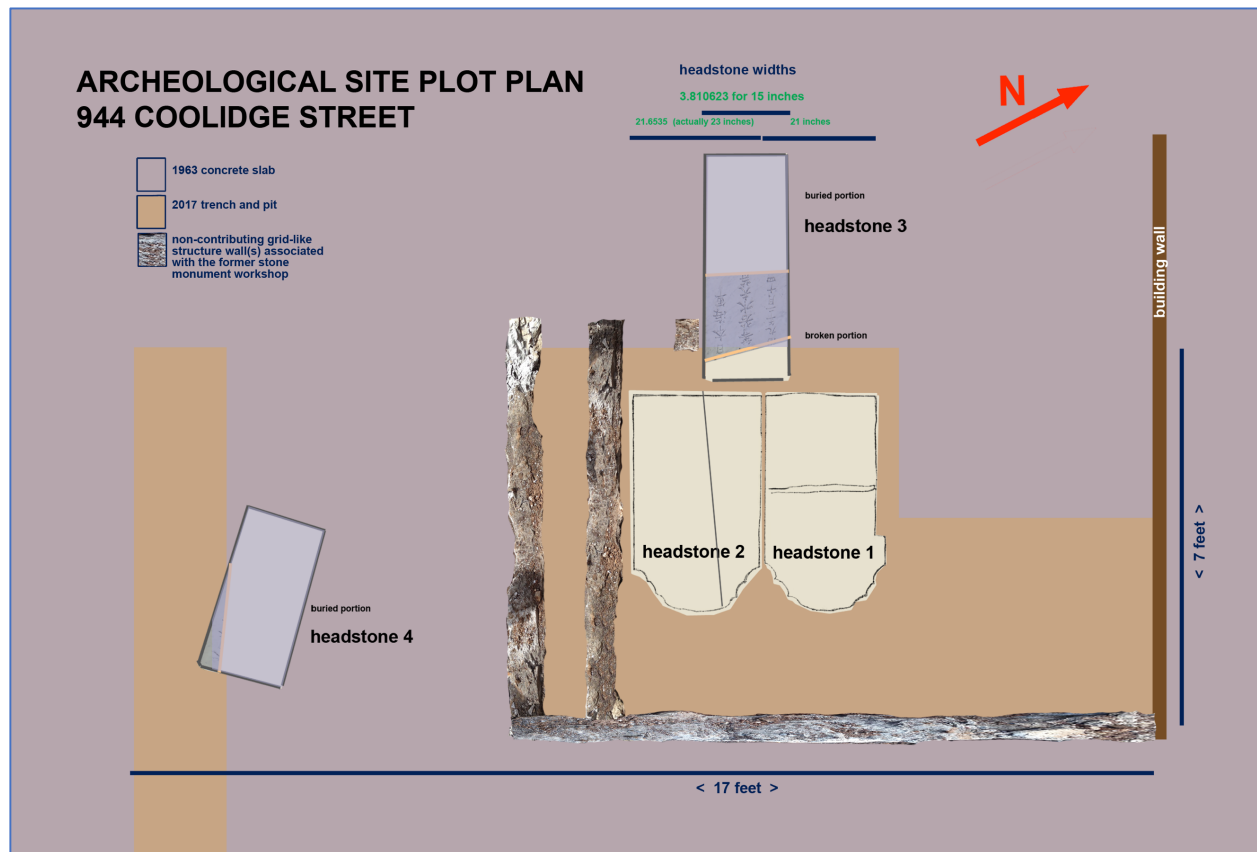 ARCHEOLOGICAL SITE PLOT PLAN
944 COOLIDGE STREET
headstone widths
3.810623 for 15 inches
21.6535 (actually 23 inches)
21 inches
N
1963 concrete slab
2017 trench and pit
non-contributing grid-like
structure wall(s) associated
with the former stone
monument workshop
buried portion
headstone 3
broken portion
building wall
headstone 2
headstone 1
buried portion
headstone 4
< 7 feet >
< 17 feet >